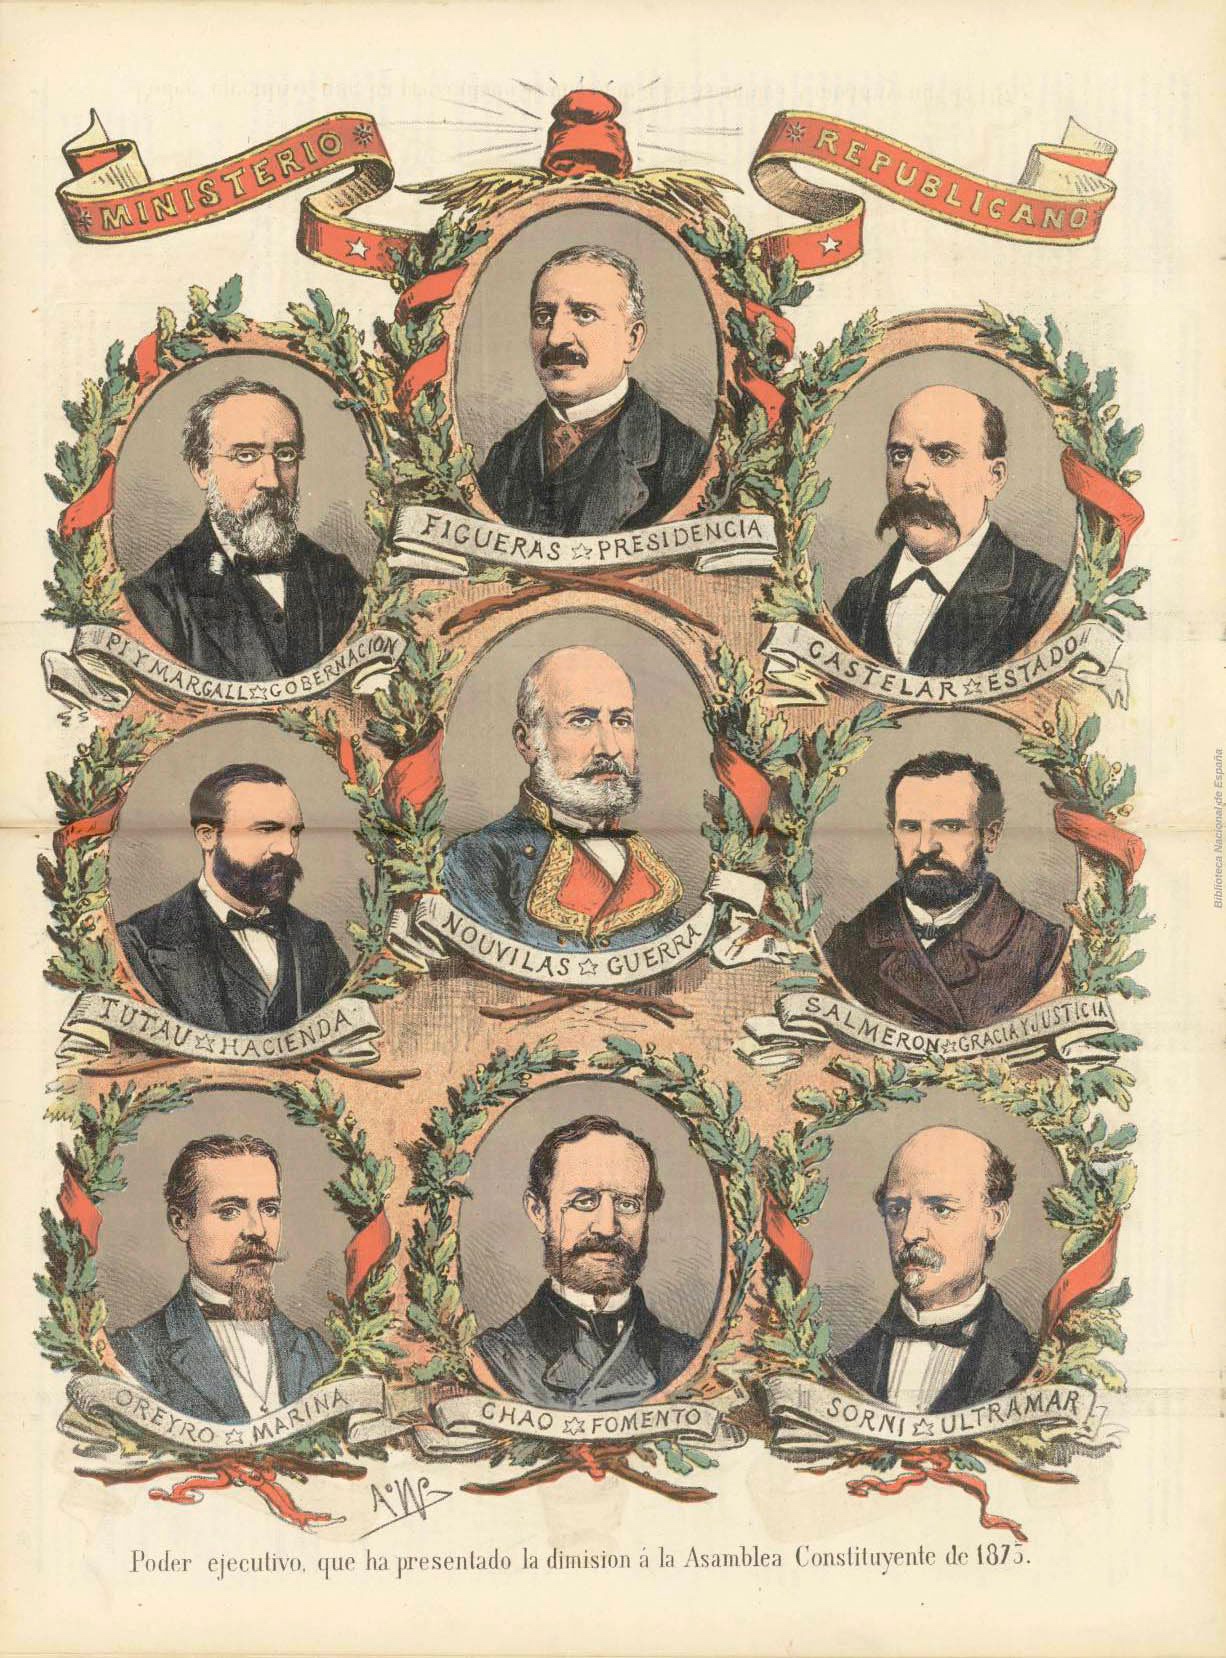 MINISTERIO
REPUBLICANO
FIGUERAS ☆ PRESIDENCIA
PI Y MARGALL ☆ GOBERNACION
CASTELAR ☆ ESTADO
NOUVILAS ☆ GUERRA
TUTAU ☆ HACIENDA
SALMERON ☆ GRACIA Y JUSTICIA
OREYRO ☆ MARINA
CHAO ☆ FOMENTO
SORNI ☆ ULTRAMAR
Poder ejecutivo, que ha presentado la dimision á la Asamblea Constituyente de 1873.
Biblioteca Nacional de España